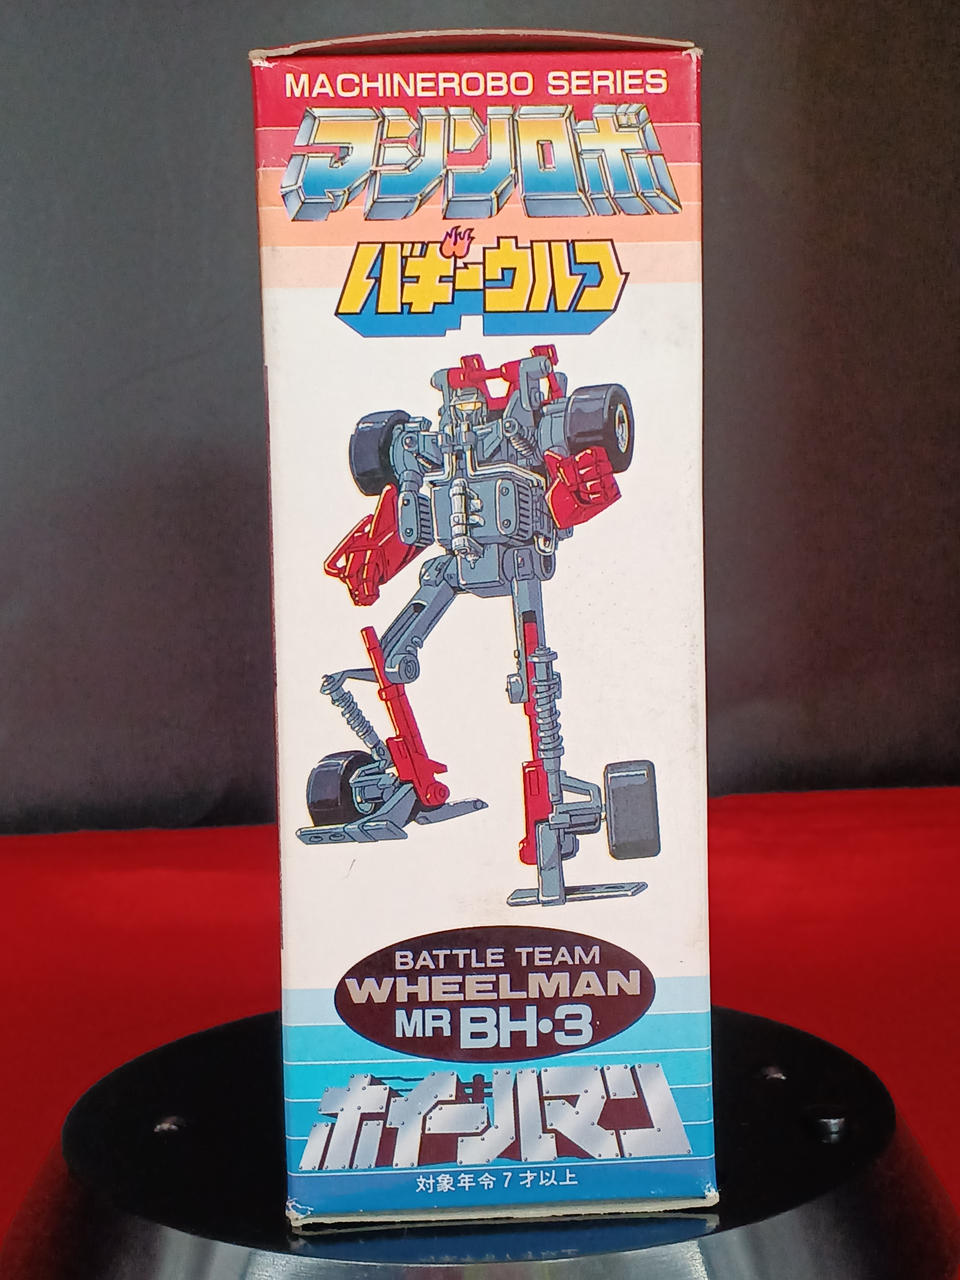 MACHINEROBO SERIES
マシンロボ
バギーウルフ
BATTLE TEAM
WHEELMAN
MR BH•3
ホイールマン
対象年令7才以上